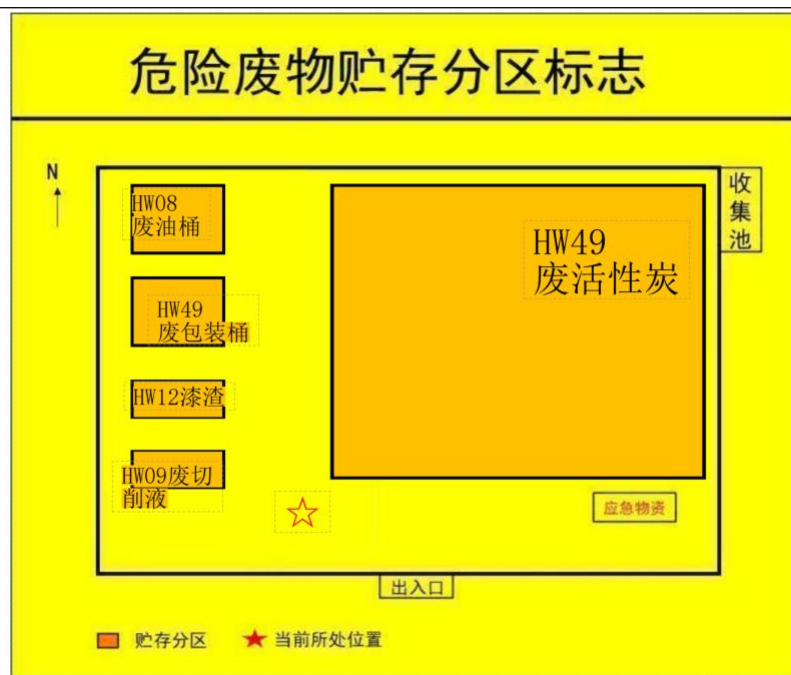 危险废物贮存分区标志
N
HW08
废油桶
HW49
废活性炭
收
集
池
HW49
废包装桶
HW12漆渣
HW09废切
削液
应急物资
出入口
贮存分区
当前所处位置